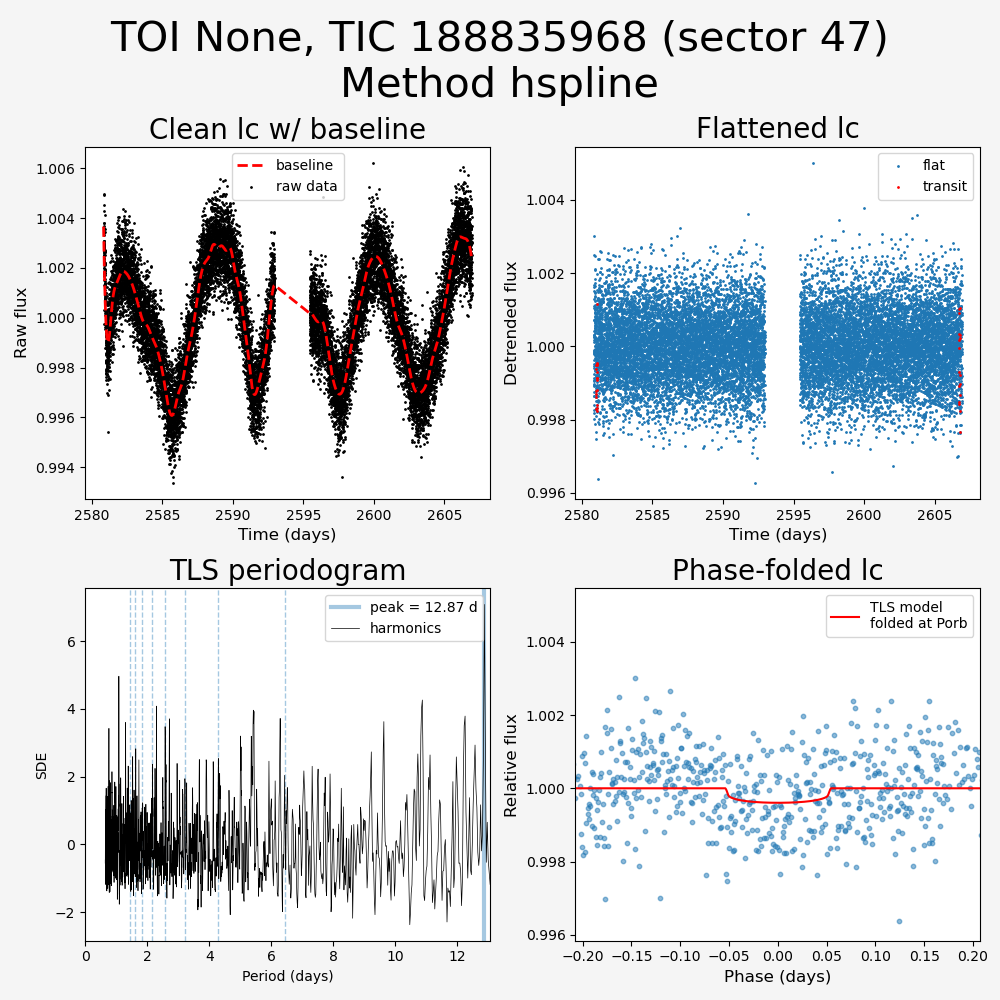 TOI None, TIC 188835968 (sector 47)
Method hspline
Clean lc w/ baseline
baseline
raw data
Raw flux
1.006
1.004
1.002
1.000
0.998
0.996
0.994
2580
2585
2590
2595
2600
2605
Time (days)
Flattened lc
flat
transit
Detrended flux
1.004
1.002
1.000
0.998
0.996
2580
2585
2590
2595
2600
2605
Time (days)
TLS periodogram
peak = 12.87 d
harmonics
SDE
6
4
2
0
−2
0
2
4
6
8
10
12
Period (days)
Phase-folded lc
TLS model
folded at Porb
Relative flux
1.004
1.002
1.000
0.998
0.996
−0.20
−0.15
−0.10
−0.05
0.00
0.05
0.10
0.15
0.20
Phase (days)